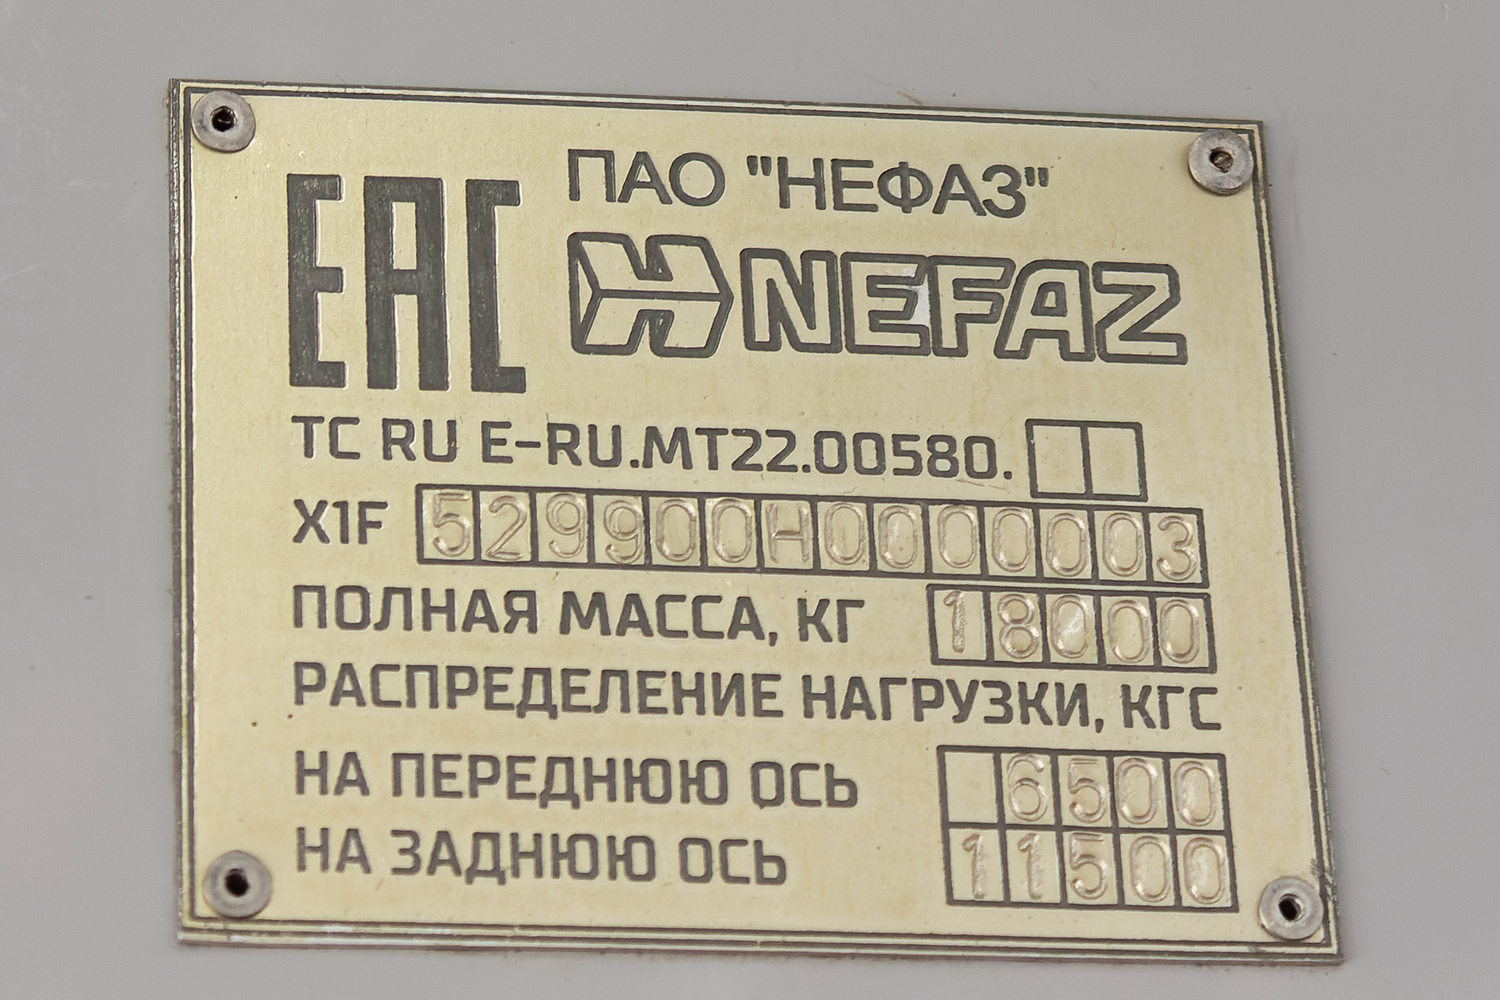 ЕАС
ПАО "НЕФАЗ"
NEFAZ
ТС RU E-RU.MT22.00580.
X1F 529900H0000003
ПОЛНАЯ МАССА, КГ 18000
РАСПРЕДЕЛЕНИЕ НАГРУЗКИ, КГС
НА ПЕРЕДНЮЮ ОСЬ 6500
НА ЗАДНЮЮ ОСЬ 11500